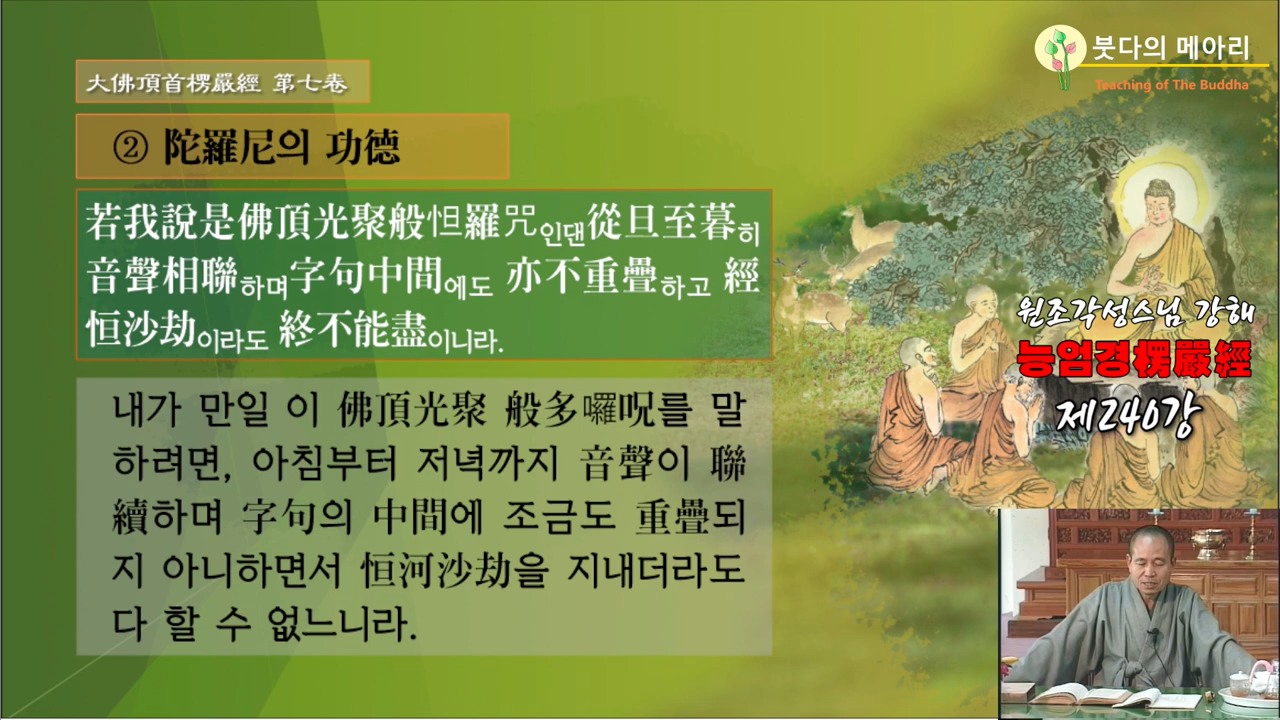 大佛頂首楞嚴經 第七卷
② 陀羅尼의 功德
若我說是佛頂光聚般怛羅咒인댄從旦至暮히
音聲相聯하며字句中間에도 亦不重疊하고 經
恒沙劫이라도 終不能盡이니라.
내가 만일 이 佛頂光聚 般多囉呪를 말
하려면, 아침부터 저녁까지 音聲이 聯
續하며 字句의 中間에 조금도 重疊되
지 아니하면서 恒河沙劫을 지내더라도
다 할 수 없느니라.
붓다의 메아리
Teaching of The Buddha
원조각성스님 강해
능엄경楞嚴經
제240강